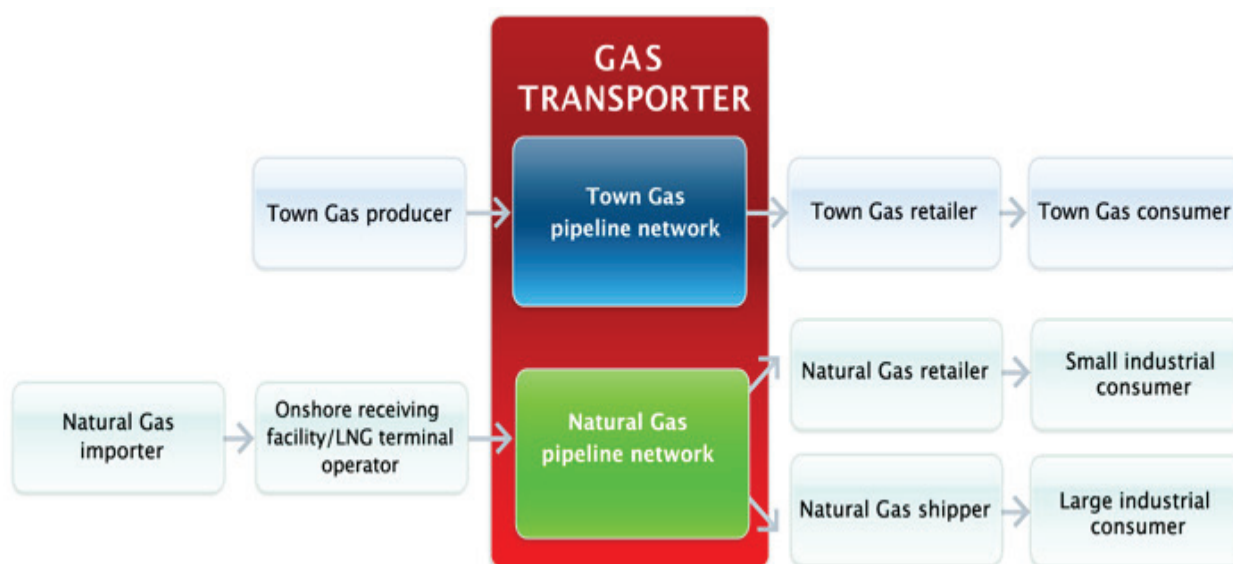 GAS
TRANSPORTER
Town Gas producer
Town Gas
pipeline network
Town Gas retailer
Town Gas consumer
Natural Gas
importer
Onshore receiving
facility/LNG terminal
operator
Natural Gas
pipeline network
Natural Gas retailer
Small industrial
consumer
Natural Gas shipper
Large industrial
consumer